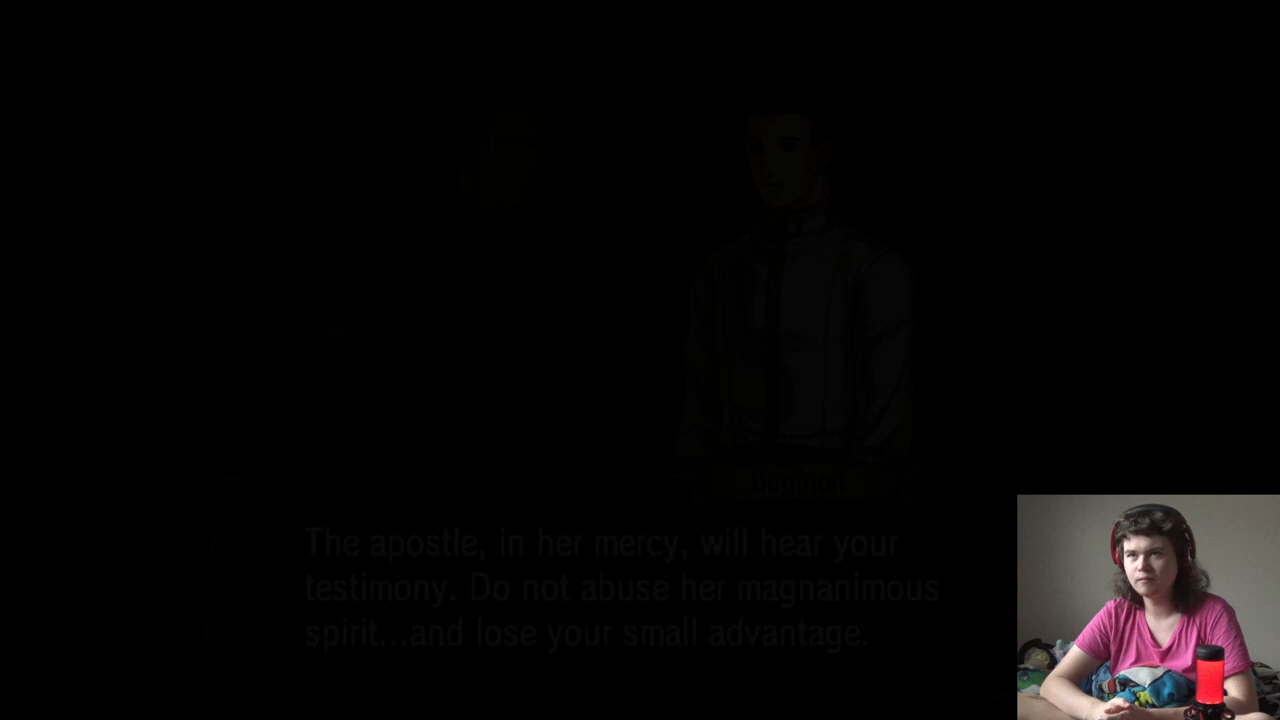 Begnion
The apostle, in her mercy, will hear your
testimony. Do not abuse her magnanimous
spirit...and lose your small advantage.